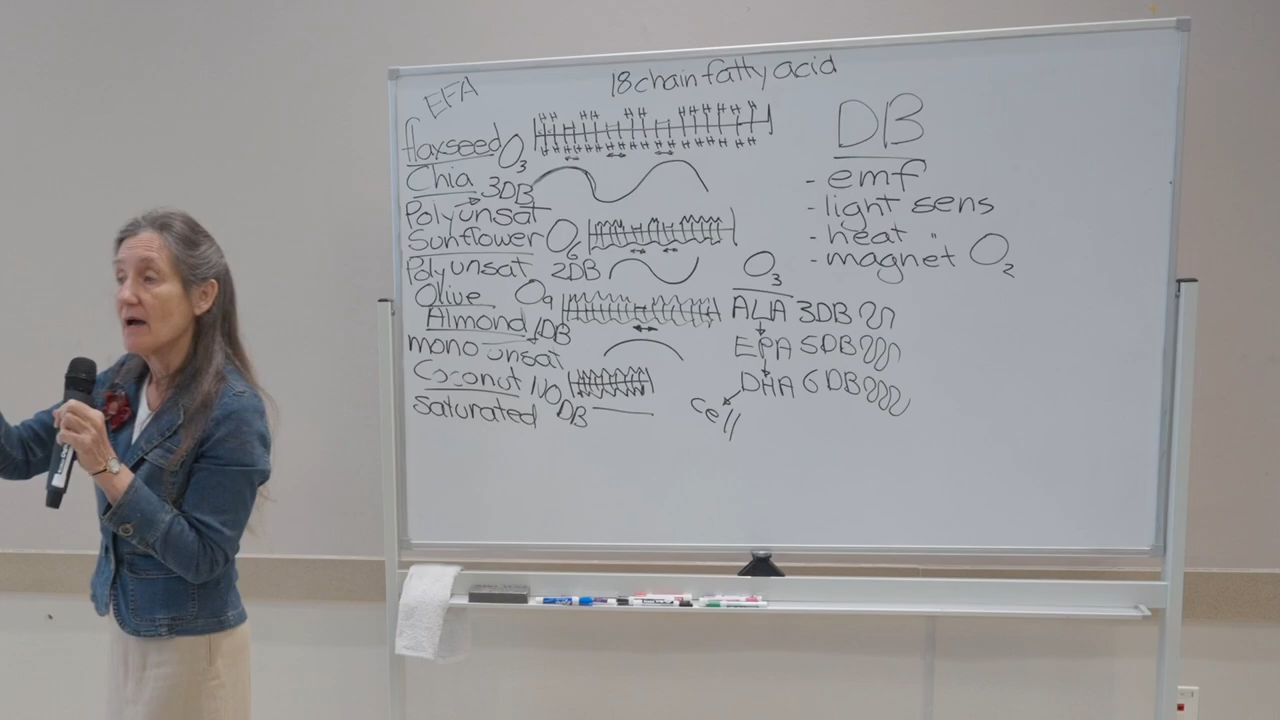 EFA
18 chain fatty acid
flaxseed O3
Chia 3DB
Polyunsat
Sunflower O6
Polyunsat 2DB
Olive O9
Almond 1DB
mono unsat
Coconut NO
saturated DB
DB
- emf
- light sens
- heat "
- magnet O2
O3
ALA 3DB
EPA 5DB
DHA 6DB
Cell